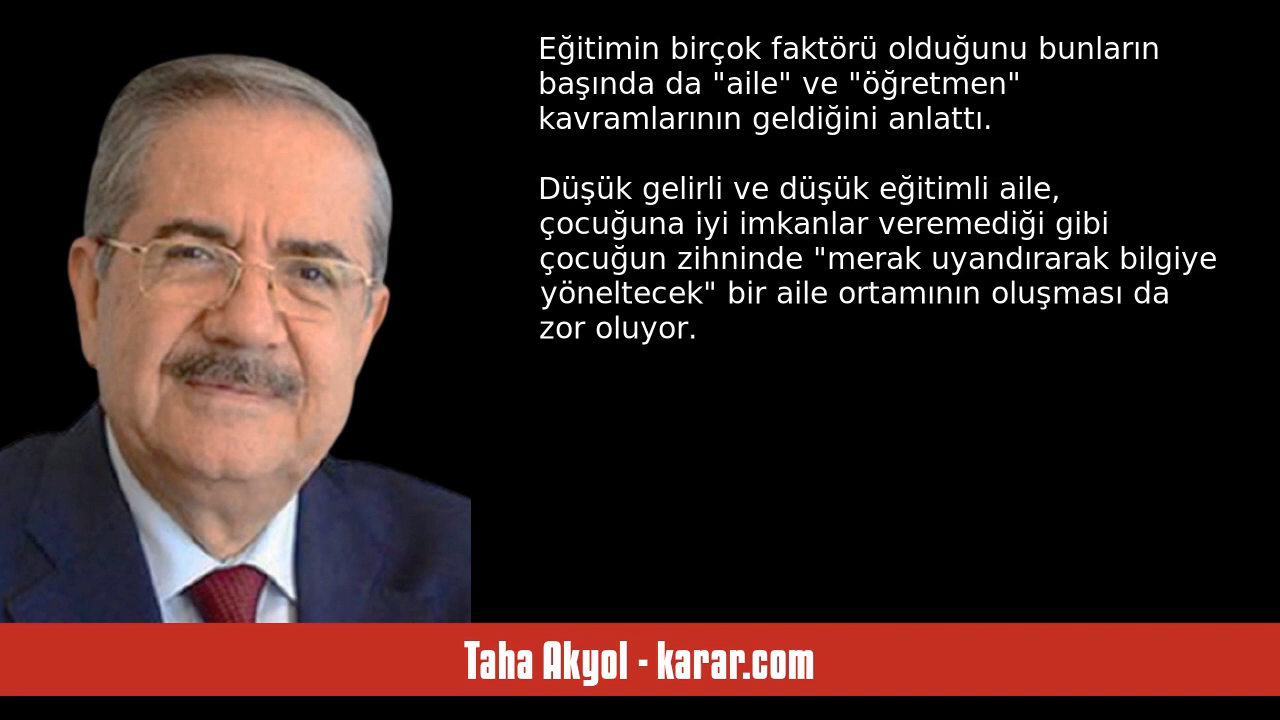 Eğitimin birçok faktörü olduğunu bunların
başında da "aile" ve "öğretmen"
kavramlarının geldiğini anlattı.
Düşük gelirli ve düşük eğitimli aile,
çocuğuna iyi imkanlar veremediği gibi
çocuğun zihninde "merak uyandırarak bilgiye
yöneltecek" bir aile ortamının oluşması da
zor oluyor.
Taha Akyol - karar.com